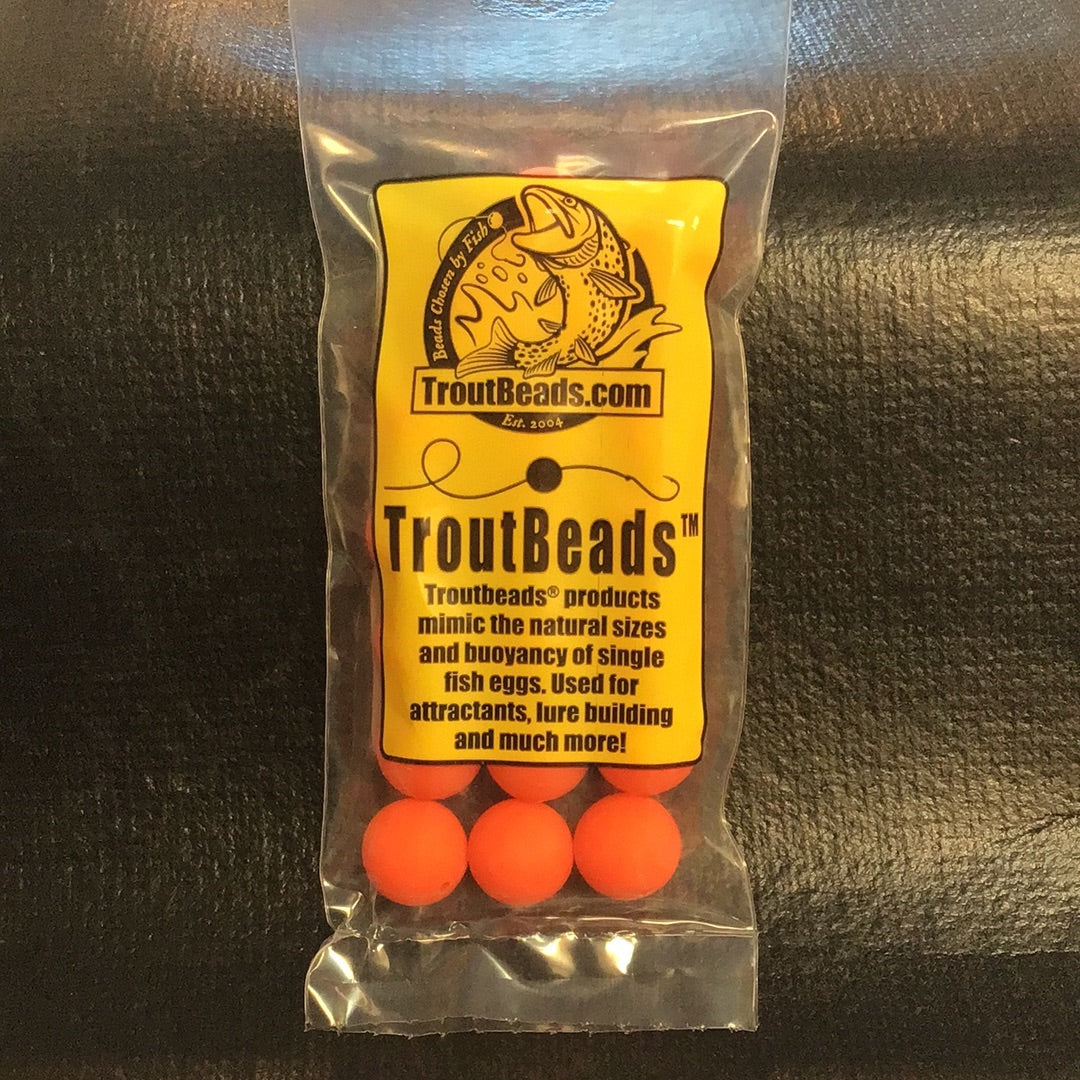 Beads Chosen by Fish
TroutBeads.com
Est. 2004
TroutBeads™
Troutbeads® products
mimic the natural sizes
and buoyancy of single
fish eggs. Used for
attractants, lure building
and much more!